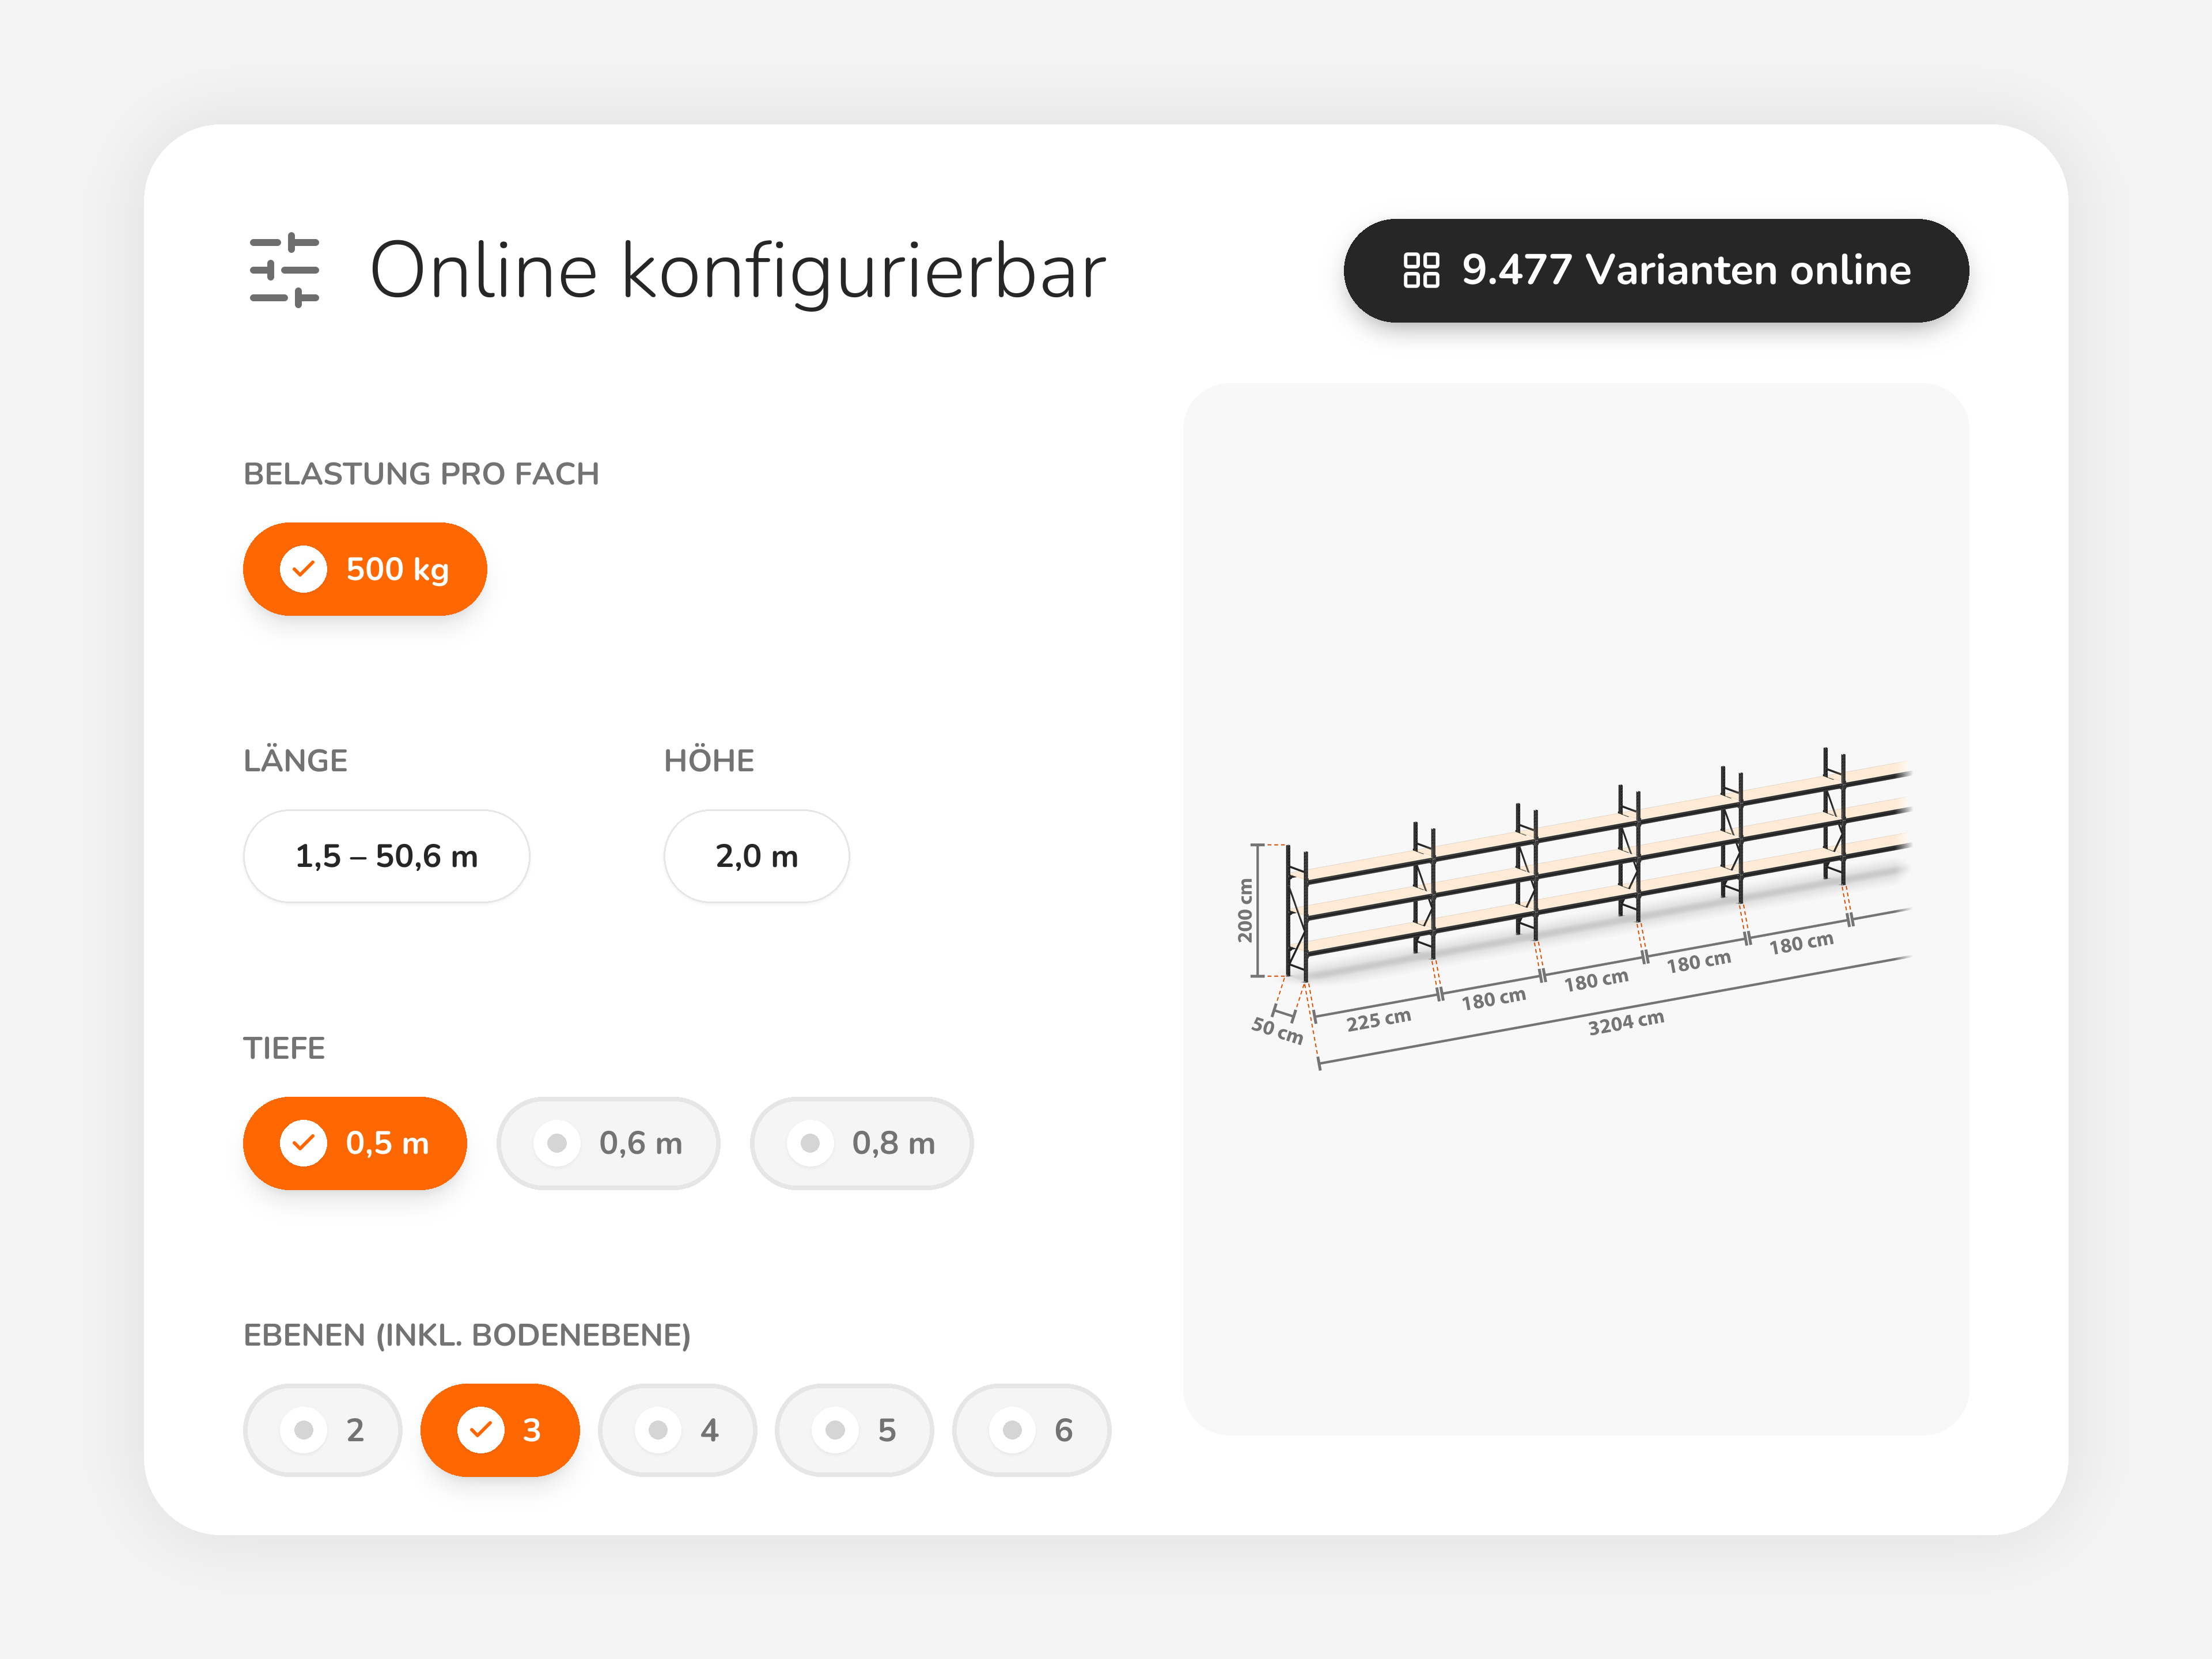 Online konfigurierbar
9.477 Varianten online
BELASTUNG PRO FACH
500 kg
LÄNGE
HÖHE
1,5 – 50,6 m
2,0 m
TIEFE
0,5 m
0,6 m
0,8 m
EBENEN (INKL. BODENEBENE)
2
3
4
5
6
200 cm
50 cm
225 cm
180 cm
180 cm
180 cm
180 cm
3204 cm